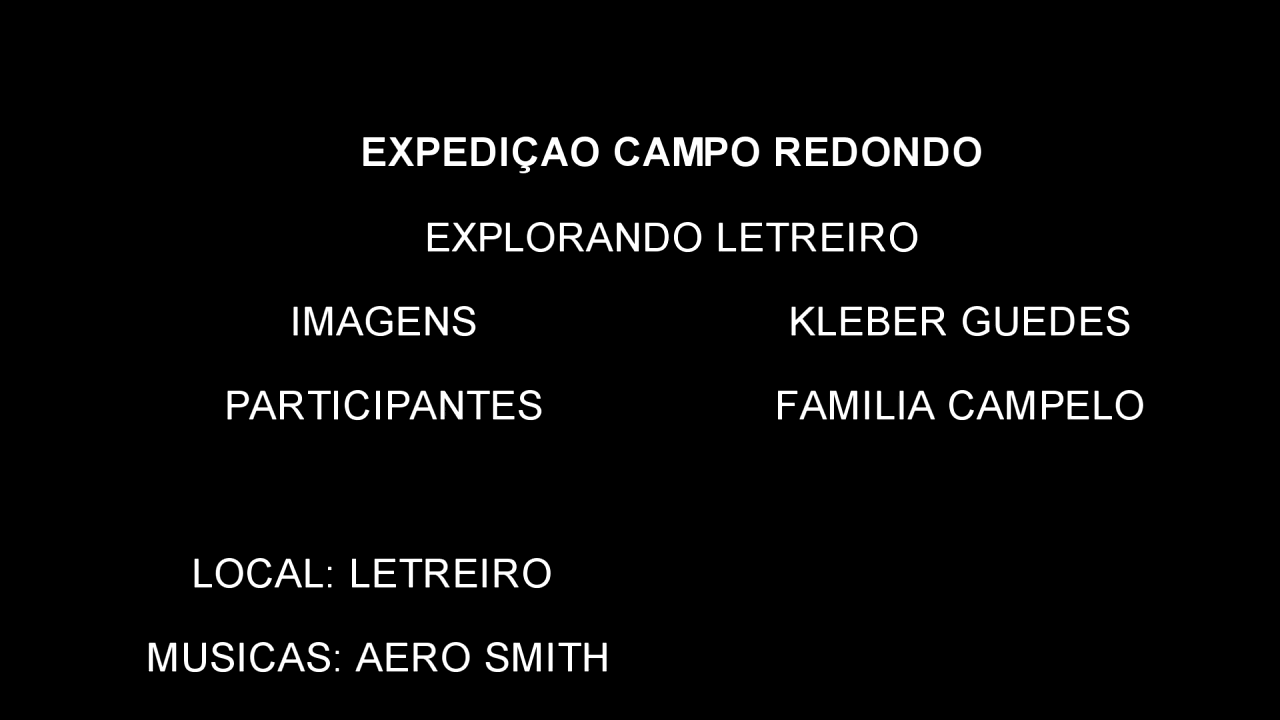 EXPEDIÇAO CAMPO REDONDO
EXPLORANDO LETREIRO
IMAGENS KLEBER GUEDES
PARTICIPANTES FAMILIA CAMPELO
LOCAL: LETREIRO
MUSICAS: AERO SMITH